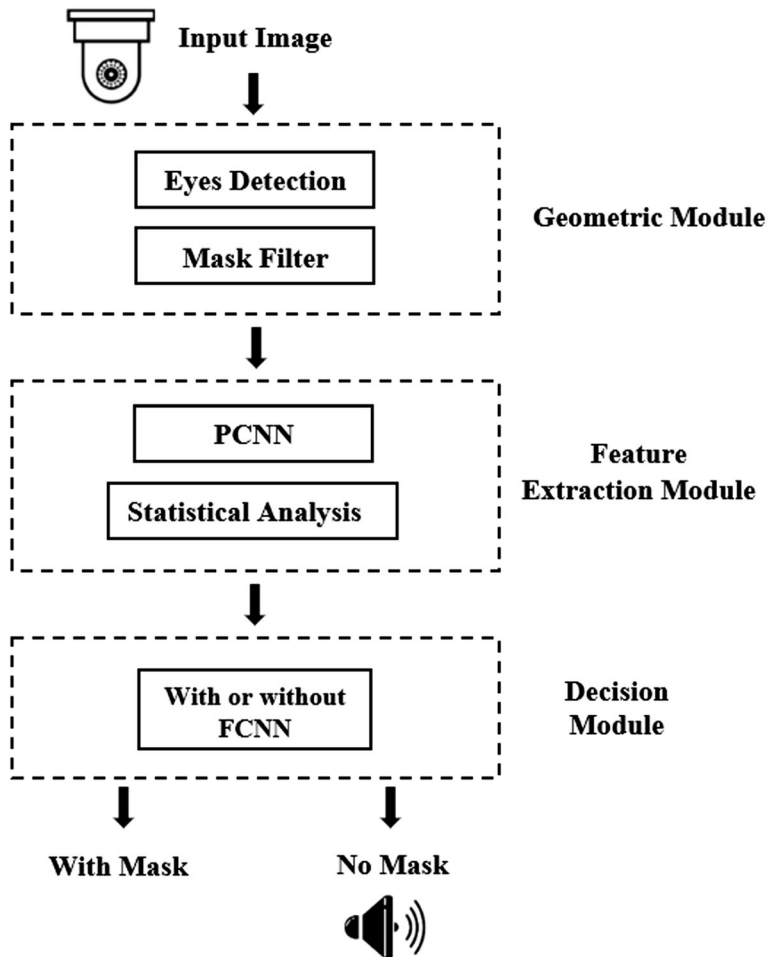 Input Image
Eyes Detection
Mask Filter
Geometric Module
PCNN
Statistical Analysis
Feature
Extraction Module
With or without
FCNN
Decision
Module
With Mask
No Mask